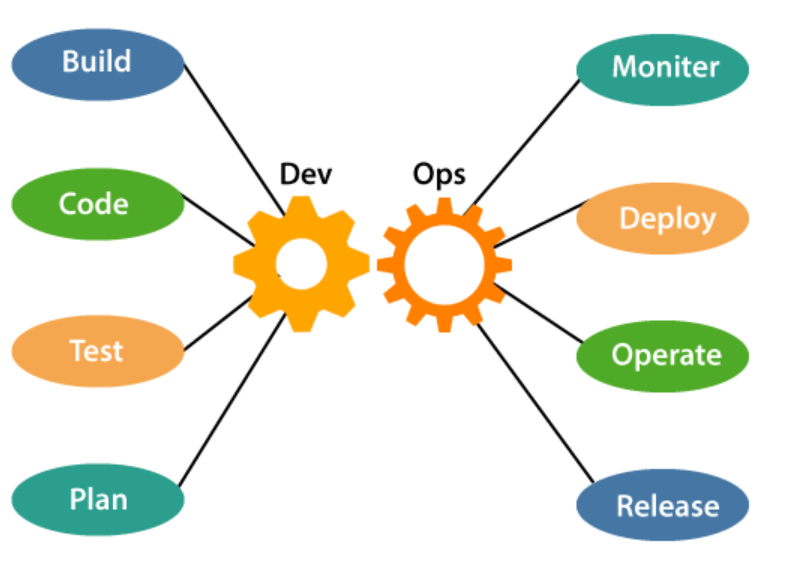 Build
Code
Test
Plan
Dev
Ops
Moniter
Deploy
Operate
Release